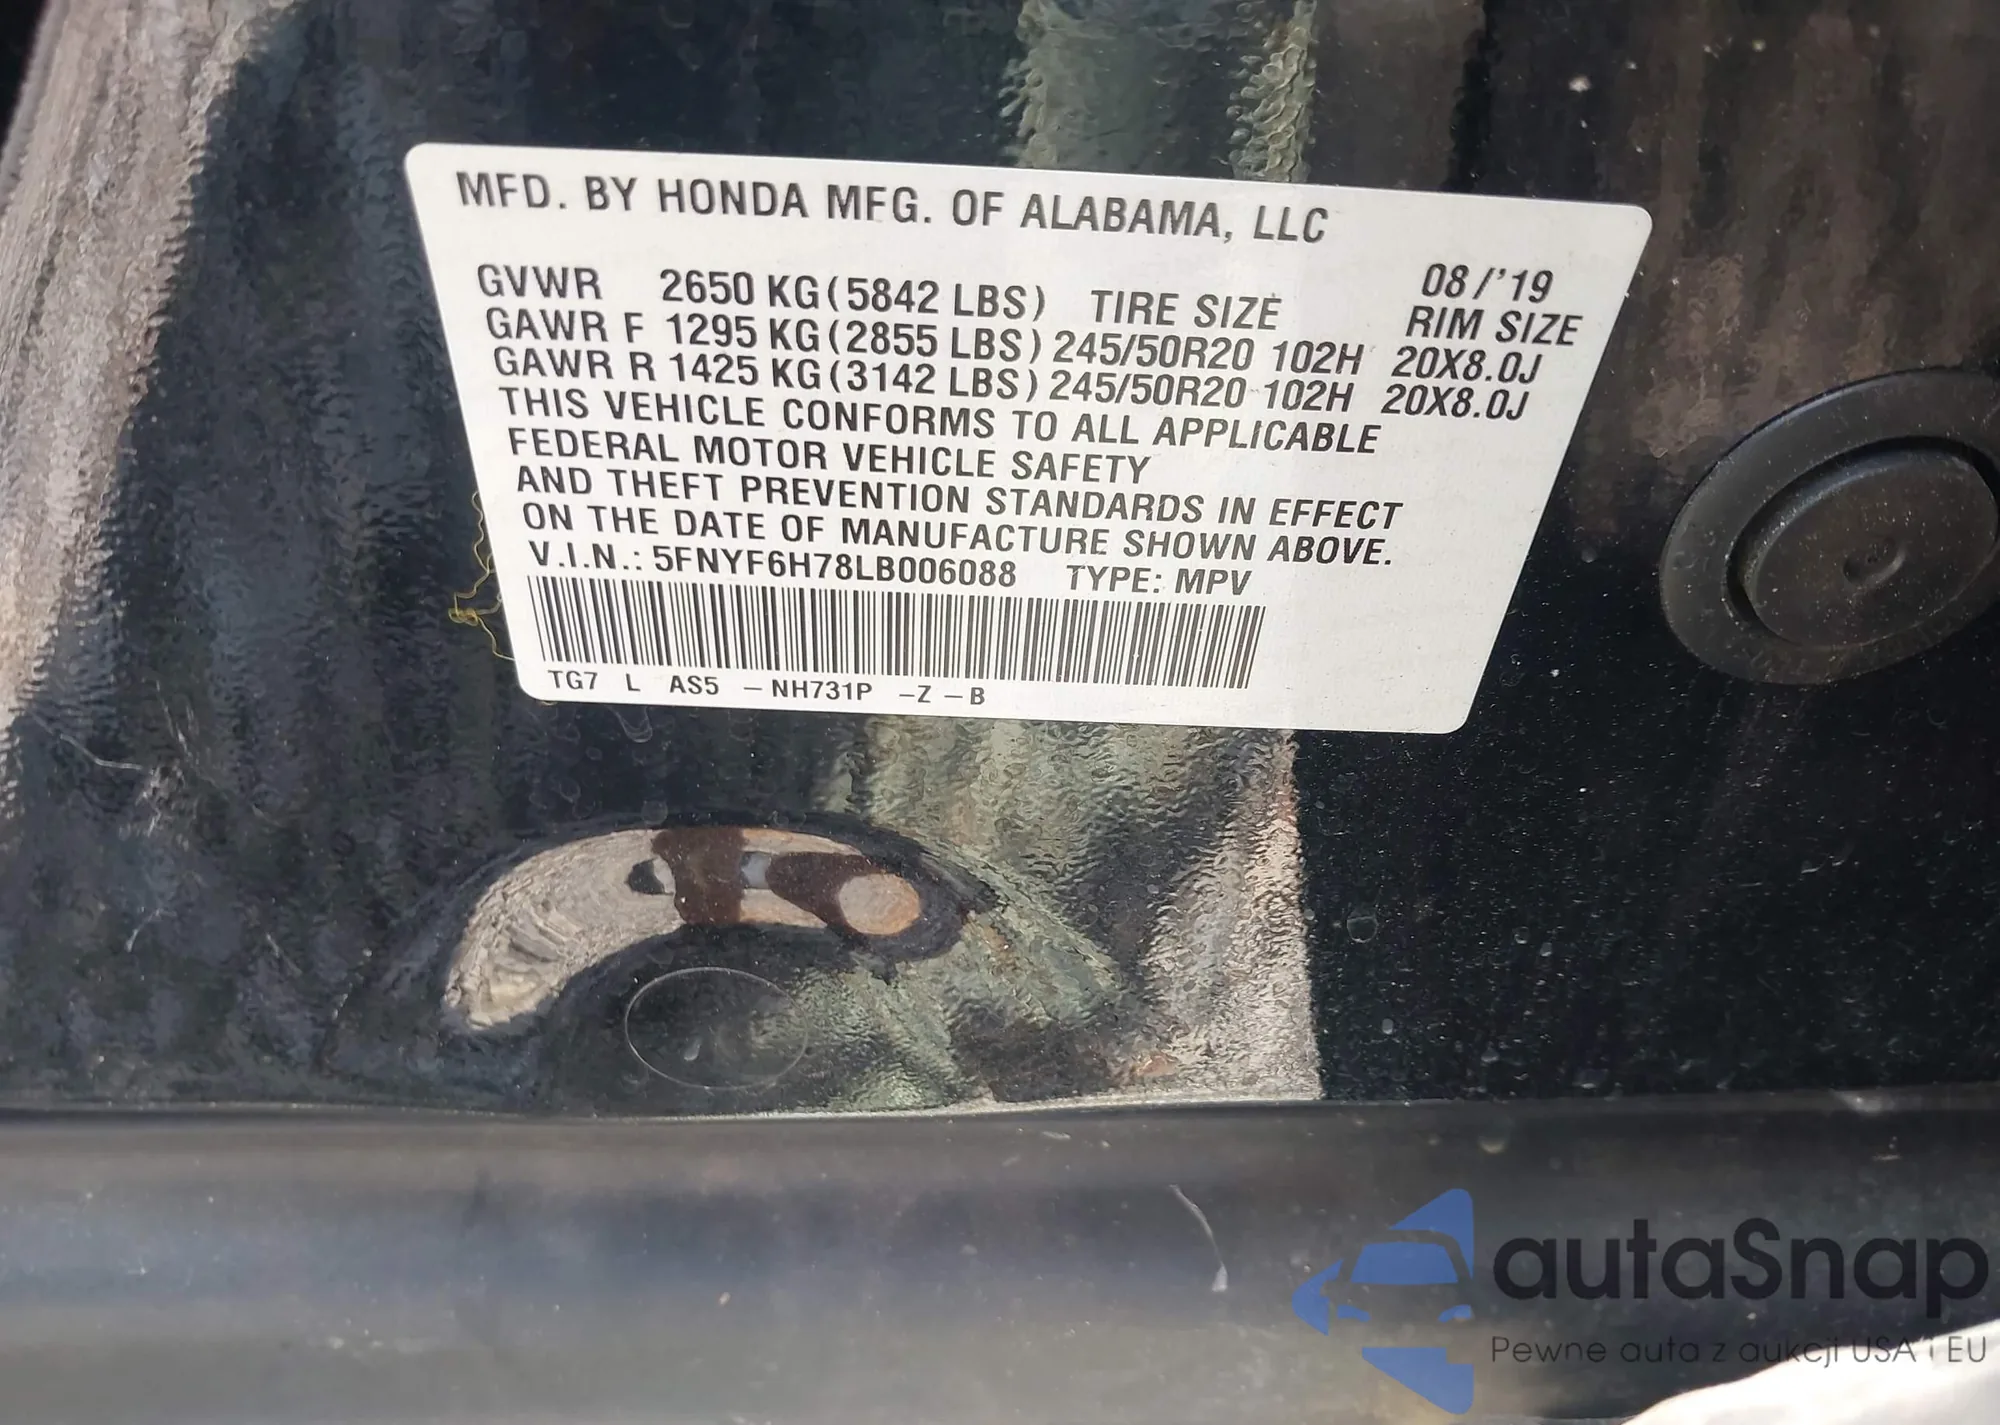 MFD. BY HONDA MFG. OF ALABAMA, LLC
08/'19
GVWR 2650 KG(5842 LBS) TIRE SIZE RIM SIZE
GAWR F 1295 KG(2855 LBS) 245/50R20 102H 20X8.0J
GAWR R 1425 KG(3142 LBS) 245/50R20 102H 20X8.0J
THIS VEHICLE CONFORMS TO ALL APPLICABLE
FEDERAL MOTOR VEHICLE SAFETY
AND THEFT PREVENTION STANDARDS IN EFFECT
ON THE DATE OF MANUFACTURE SHOWN ABOVE.
V.I.N.: 5FNYF6H78LB006088 TYPE: MPV
TG7 L AS5 -NH731P -Z-B
autaSnap
Pewne auta z aukcji USA i EU